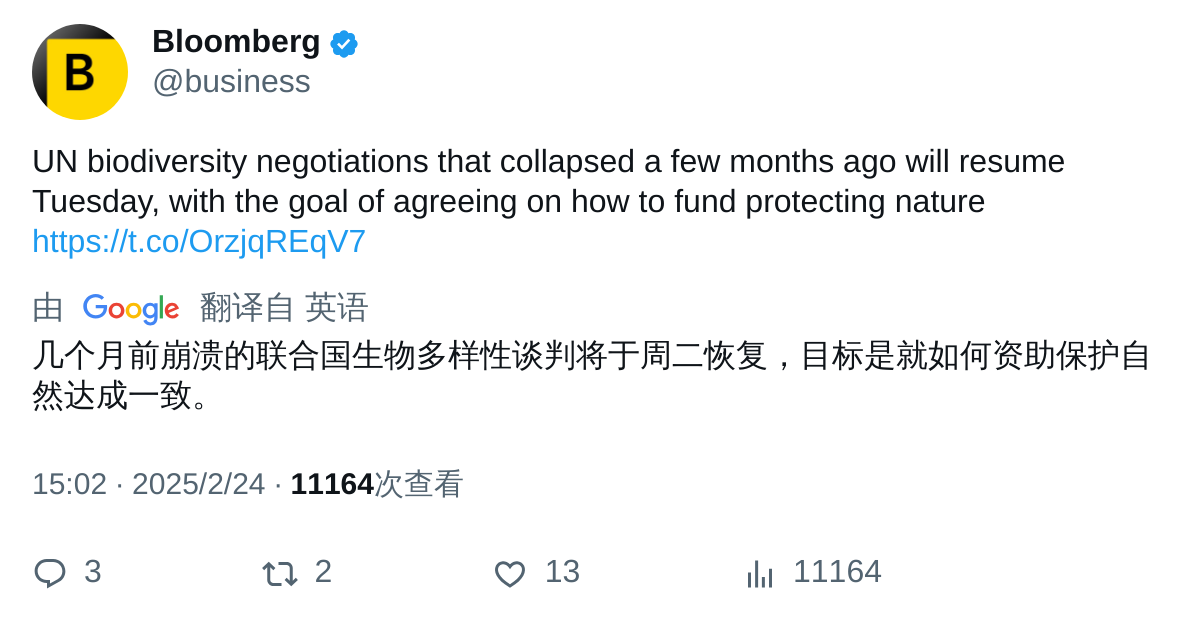 B
Bloomberg
@business
UN biodiversity negotiations that collapsed a few months ago will resume
Tuesday, with the goal of agreeing on how to fund protecting nature
https://t.co/OrzjqREqV7
由 Google 翻译自 英语
几个月前崩溃的联合国生物多样性谈判将于周二恢复，目标是就如何资助保护自
然达成一致。
15:02 · 2025/2/24 · 11164次查看
3 2 13 11164